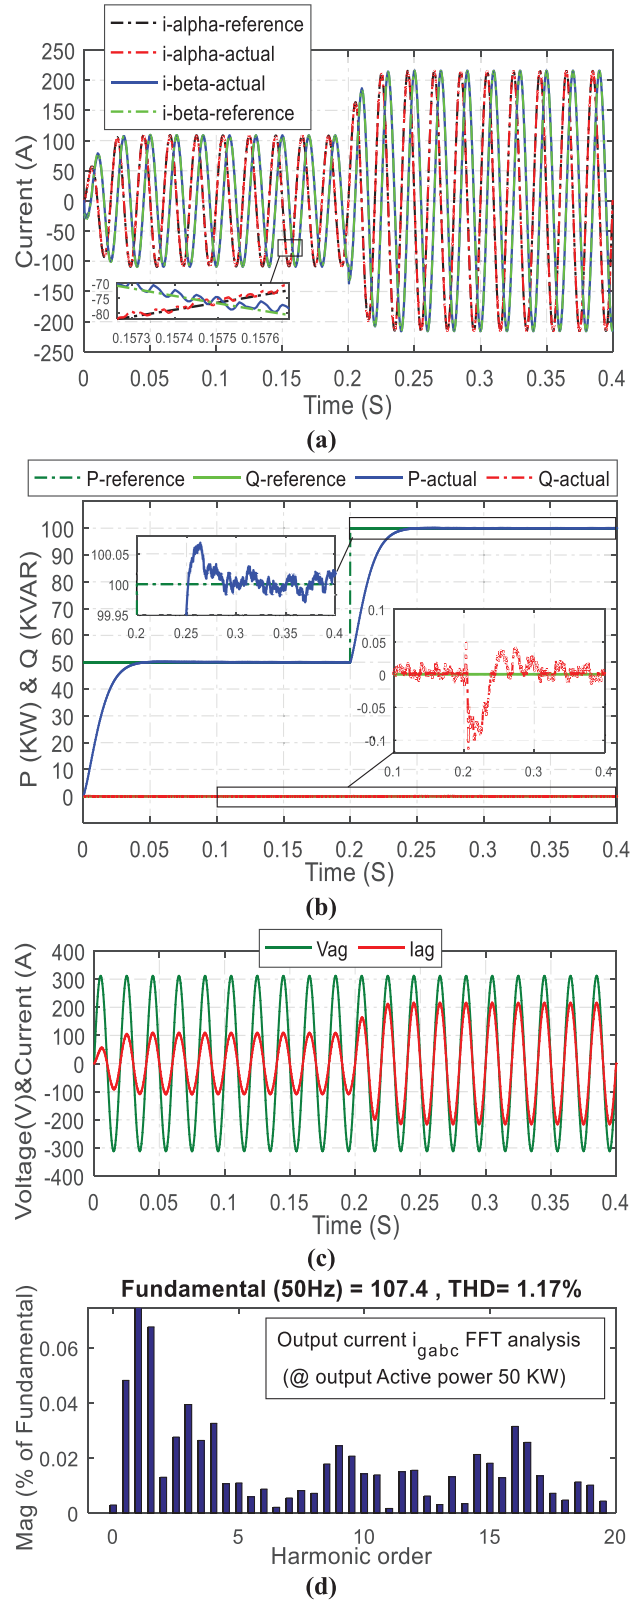 i-alpha-reference
i-alpha-actual
i-beta-actual
i-beta-reference
250
200
150
100
50
0
-50
-100
-150
-200
-250
Current (A)
-70
-75
-80
0.1573 0.1574 0.1575 0.1576
0 0.05 0.1 0.15 0.2 0.25 0.3 0.35 0.4
Time (S)
(a)
P-reference Q-reference P-actual Q-actual
100
90
80
70
60
50
40
30
20
10
0
P (KW) & Q (KVAR)
100.05
100
99.95
0.2 0.25 0.3 0.35 0.4
0.1
0.05
0
-0.05
-0.1
0.1 0.2 0.3 0.4
0 0.05 0.1 0.15 0.2 0.25 0.3 0.35 0.4
Time (S)
(b)
Vag Iag
400
300
200
100
0
-100
-200
-300
-400
Voltage(V)&Current (A)
0 0.05 0.1 0.15 0.2 0.25 0.3 0.35 0.4
Time (S)
(c)
Fundamental (50Hz) = 107.4 , THD= 1.17%
0.06
0.04
0.02
0
Mag (% of Fundamental)
Output current i gabc FFT analysis
(@ output Active power 50 KW)
0 5 10 15 20
Harmonic order
(d)